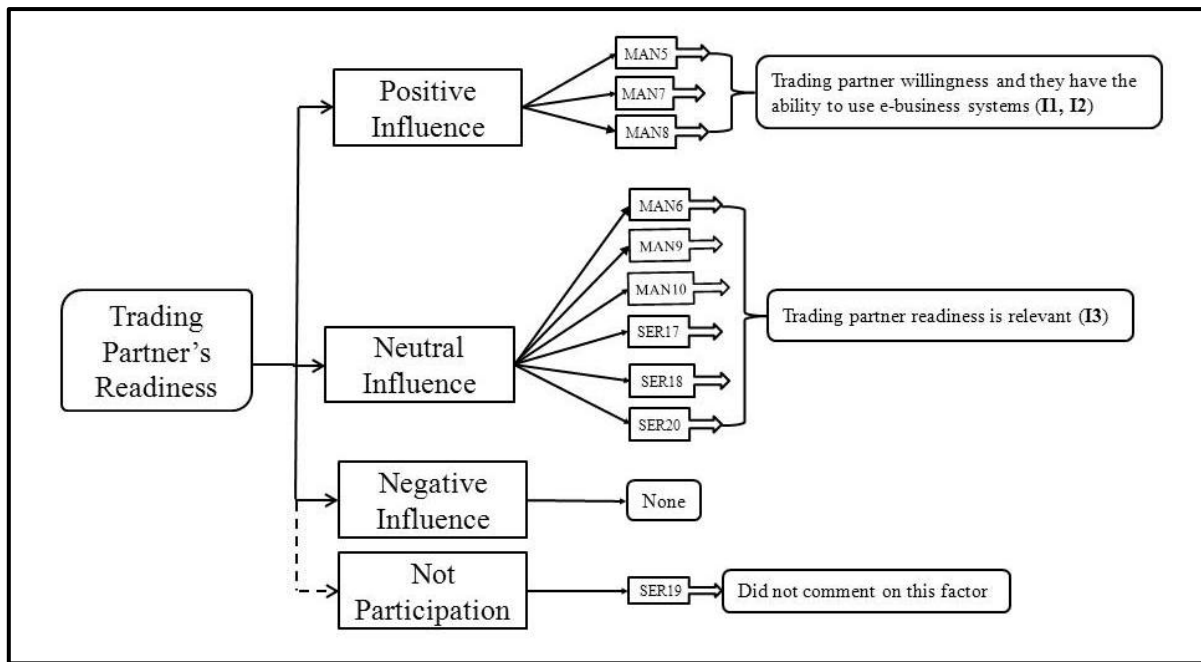 Trading
Partner's
Readiness
Positive
Influence
MAN5
MAN7
MAN8
Trading partner willingness and they have the
ability to use e-business systems (I1, I2)
Neutral
Influence
MAN6
MAN9
MAN10
SER17
SER18
SER20
Trading partner readiness is relevant (I3)
Negative
Influence
None
Not
Participation
SER19
Did not comment on this factor